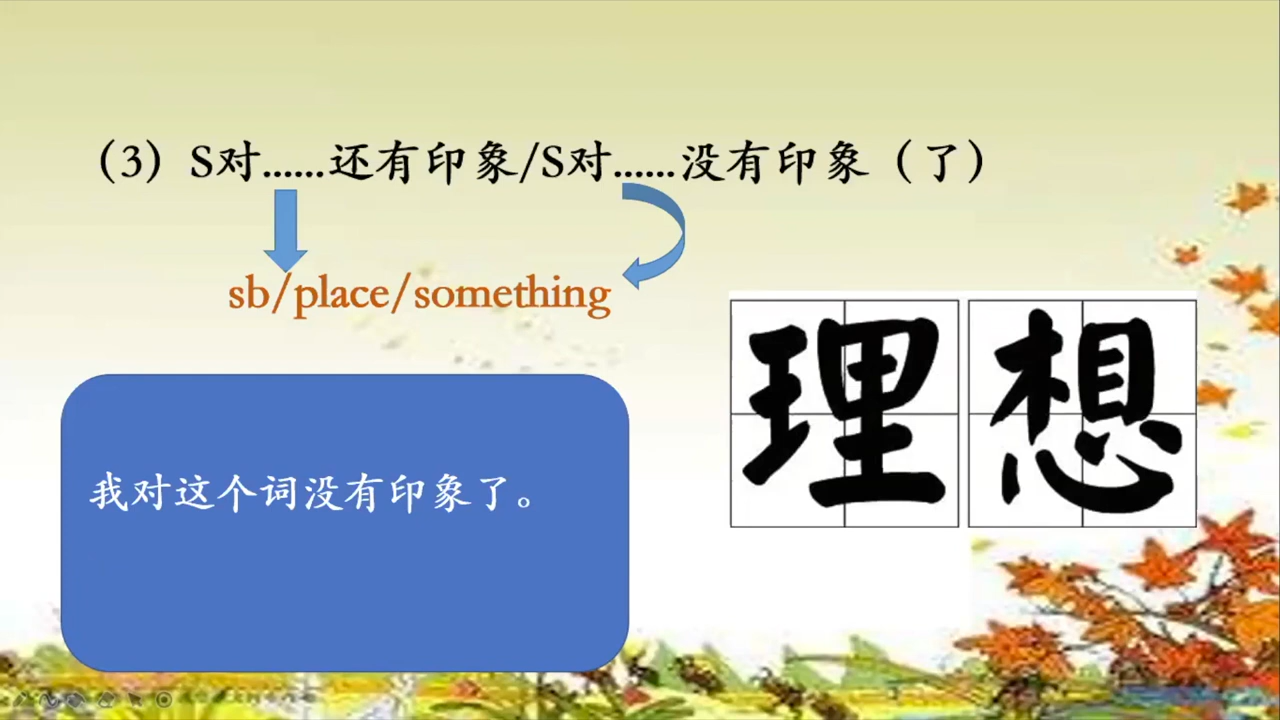 （3）S对......还有印象/S对......没有印象（了）
sb/place/something
理想
我对这个词没有印象了。